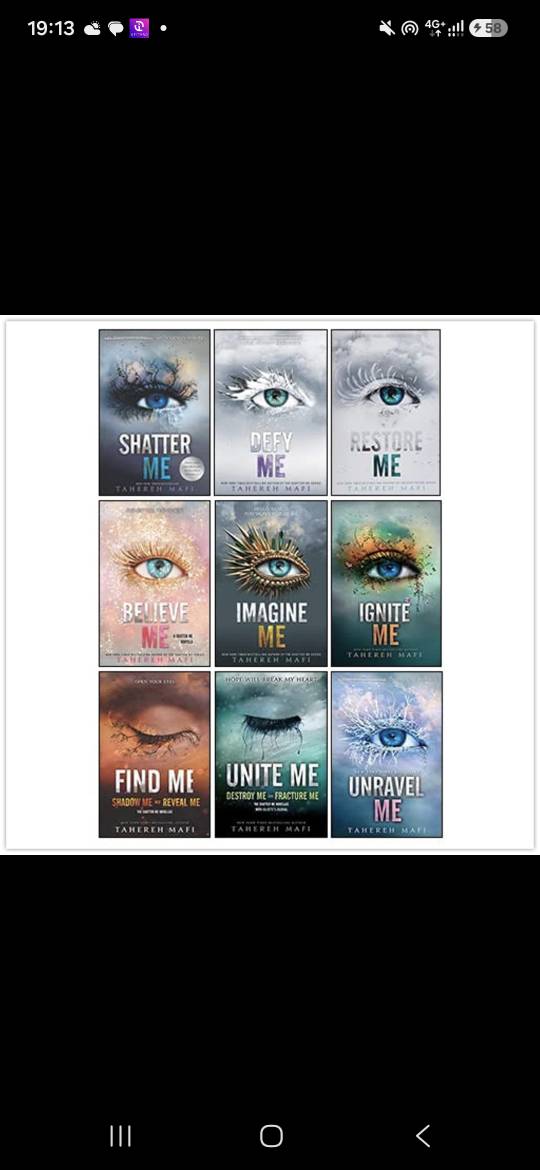 19:13
4G+
58
SHATTER
ME
TAHEREH MAFI
DEFY
ME
TAHEREH MAFI
RESTORE
ME
TAHEREH MAFI
BELIEVE
ME
A SHATTER ME
NOVELLA
TAHEREH MAFI
IMAGINE
ME
TAHEREH MAFI
IGNITE
ME
TAHEREH MAFI
OPEN YOUR EYES
FIND ME
SHADOW ME REVEAL ME
TAHEREH MAFI
HOPE WILL BREAK MY HEART
UNITE ME
DESTROY ME FRACTURE ME
TAHEREH MAFI
UNRAVEL
ME
TAHEREH MAFI